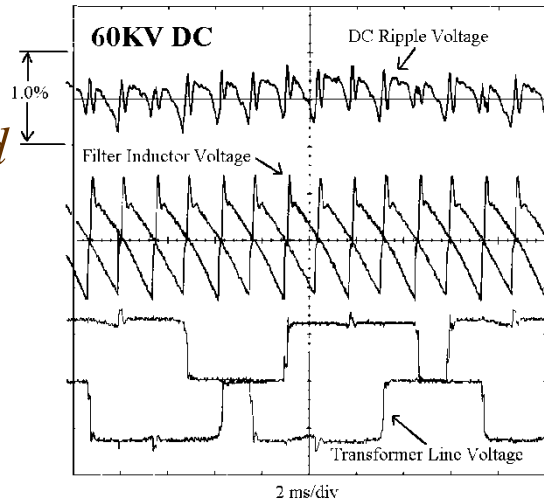 60KV DC
DC Ripple Voltage
1.0%
d
Filter Inductor Voltage
Transformer Line Voltage
2 ms/div